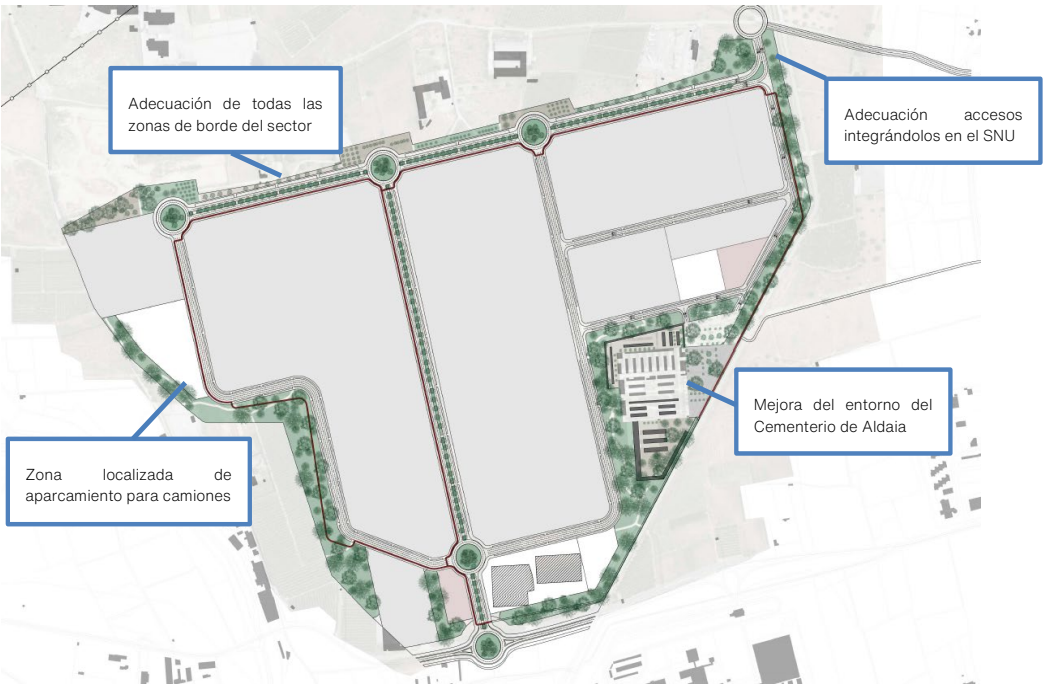 Adecuación de todas las
zonas de borde del sector
Adecuación accesos
integrándolos en el SNU
Mejora del entorno del
Cementerio de Aldaia
Zona localizada de
aparcamiento para camiones